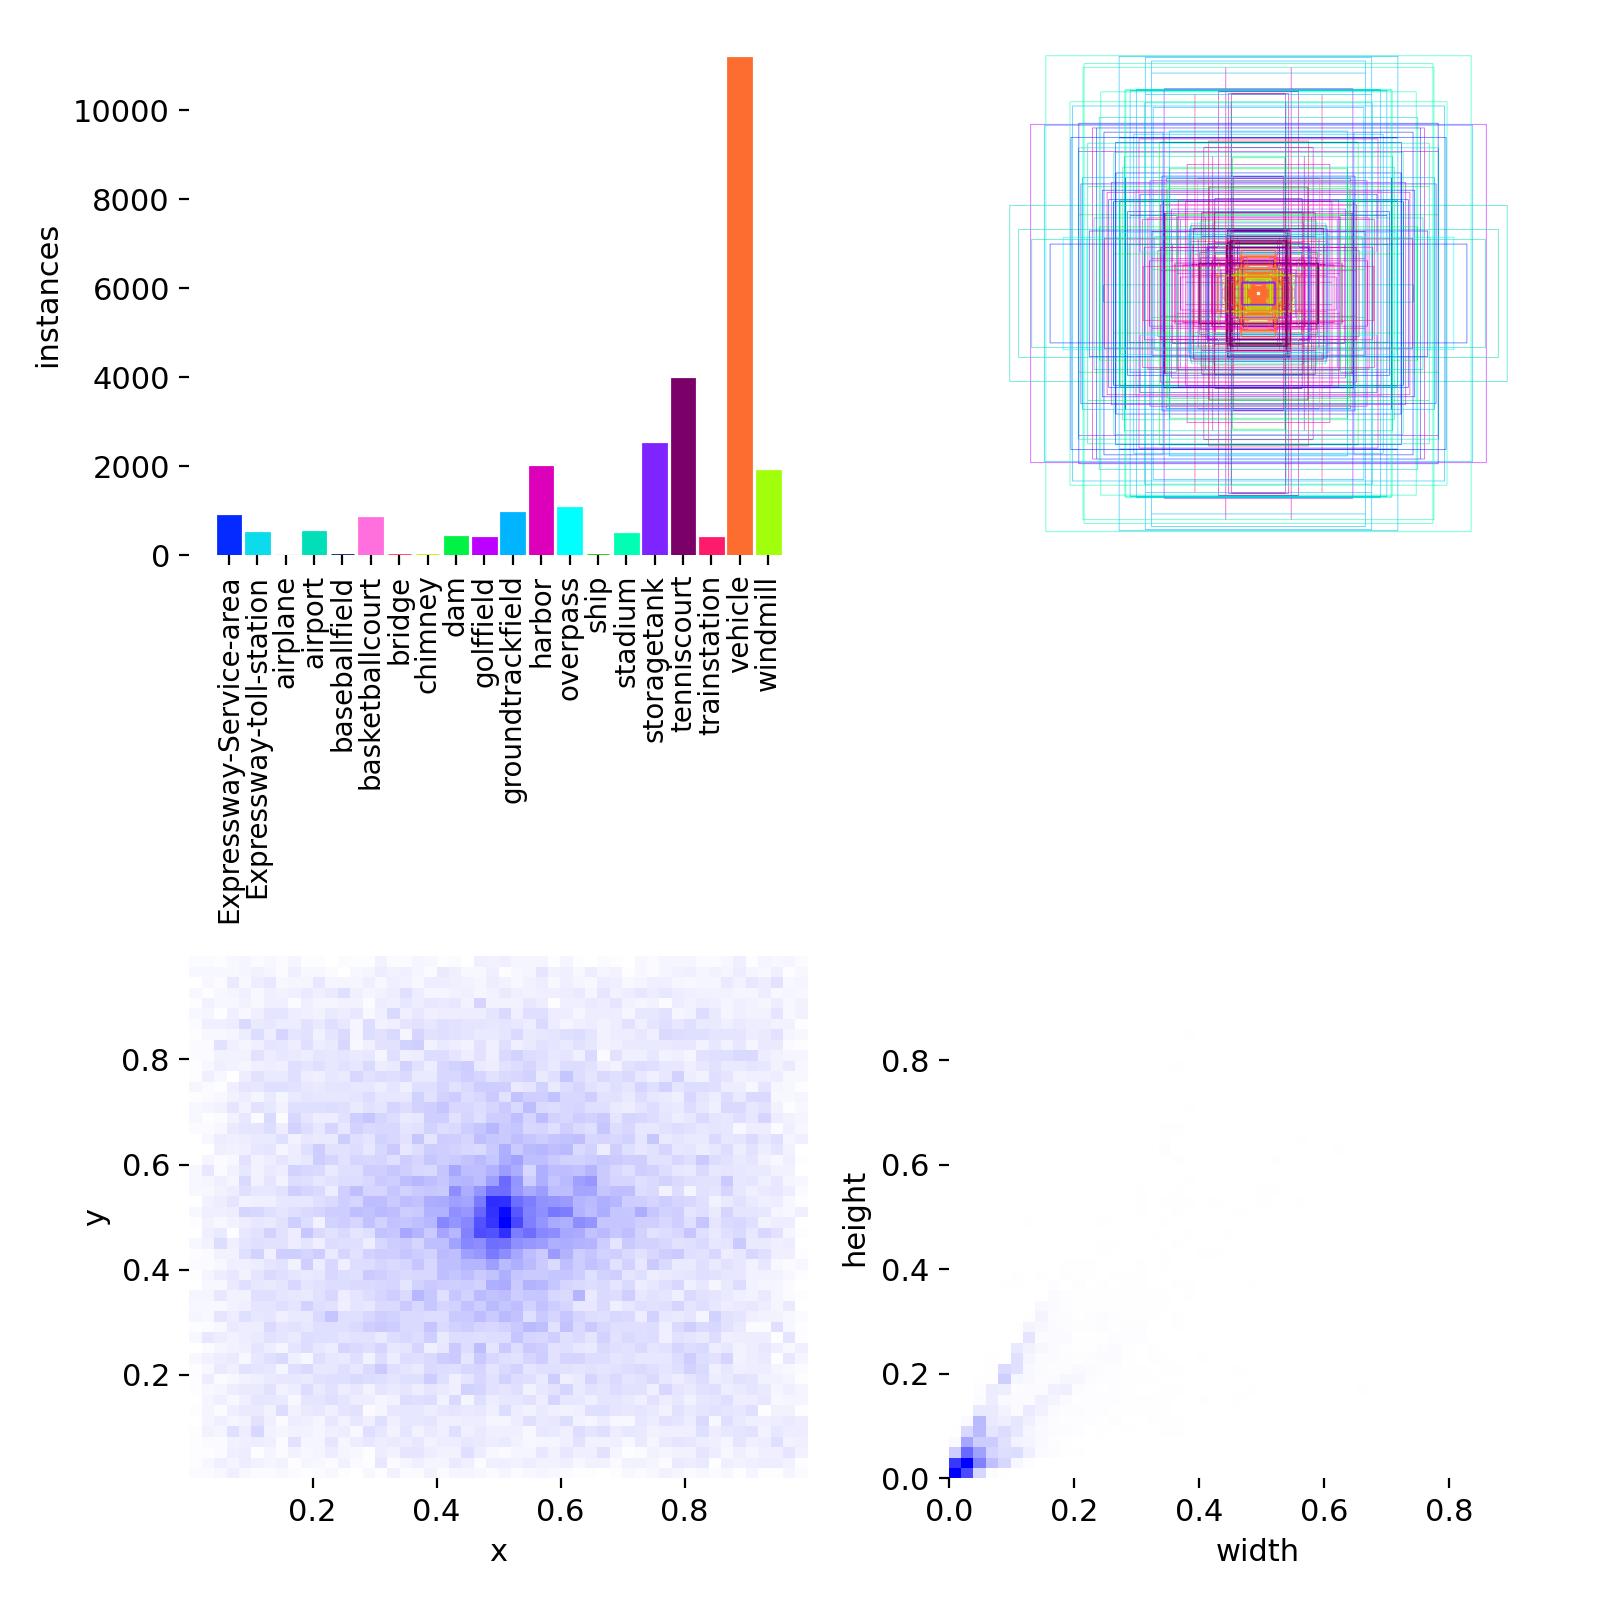 instances
10000
8000
6000
4000
2000
0
Expressway-Service-area
Expressway-toll-station
airplane
airport
baseballfield
basketballcourt
bridge
chimney
dam
golffield
groundtrackfield
harbor
overpass
ship
stadium
storagetank
tenniscourt
trainstation
vehicle
windmill
y
0.8
0.6
0.4
0.2
0.2 0.4 0.6 0.8
x
height
0.8
0.6
0.4
0.2
0.0
0.0 0.2 0.4 0.6 0.8
width